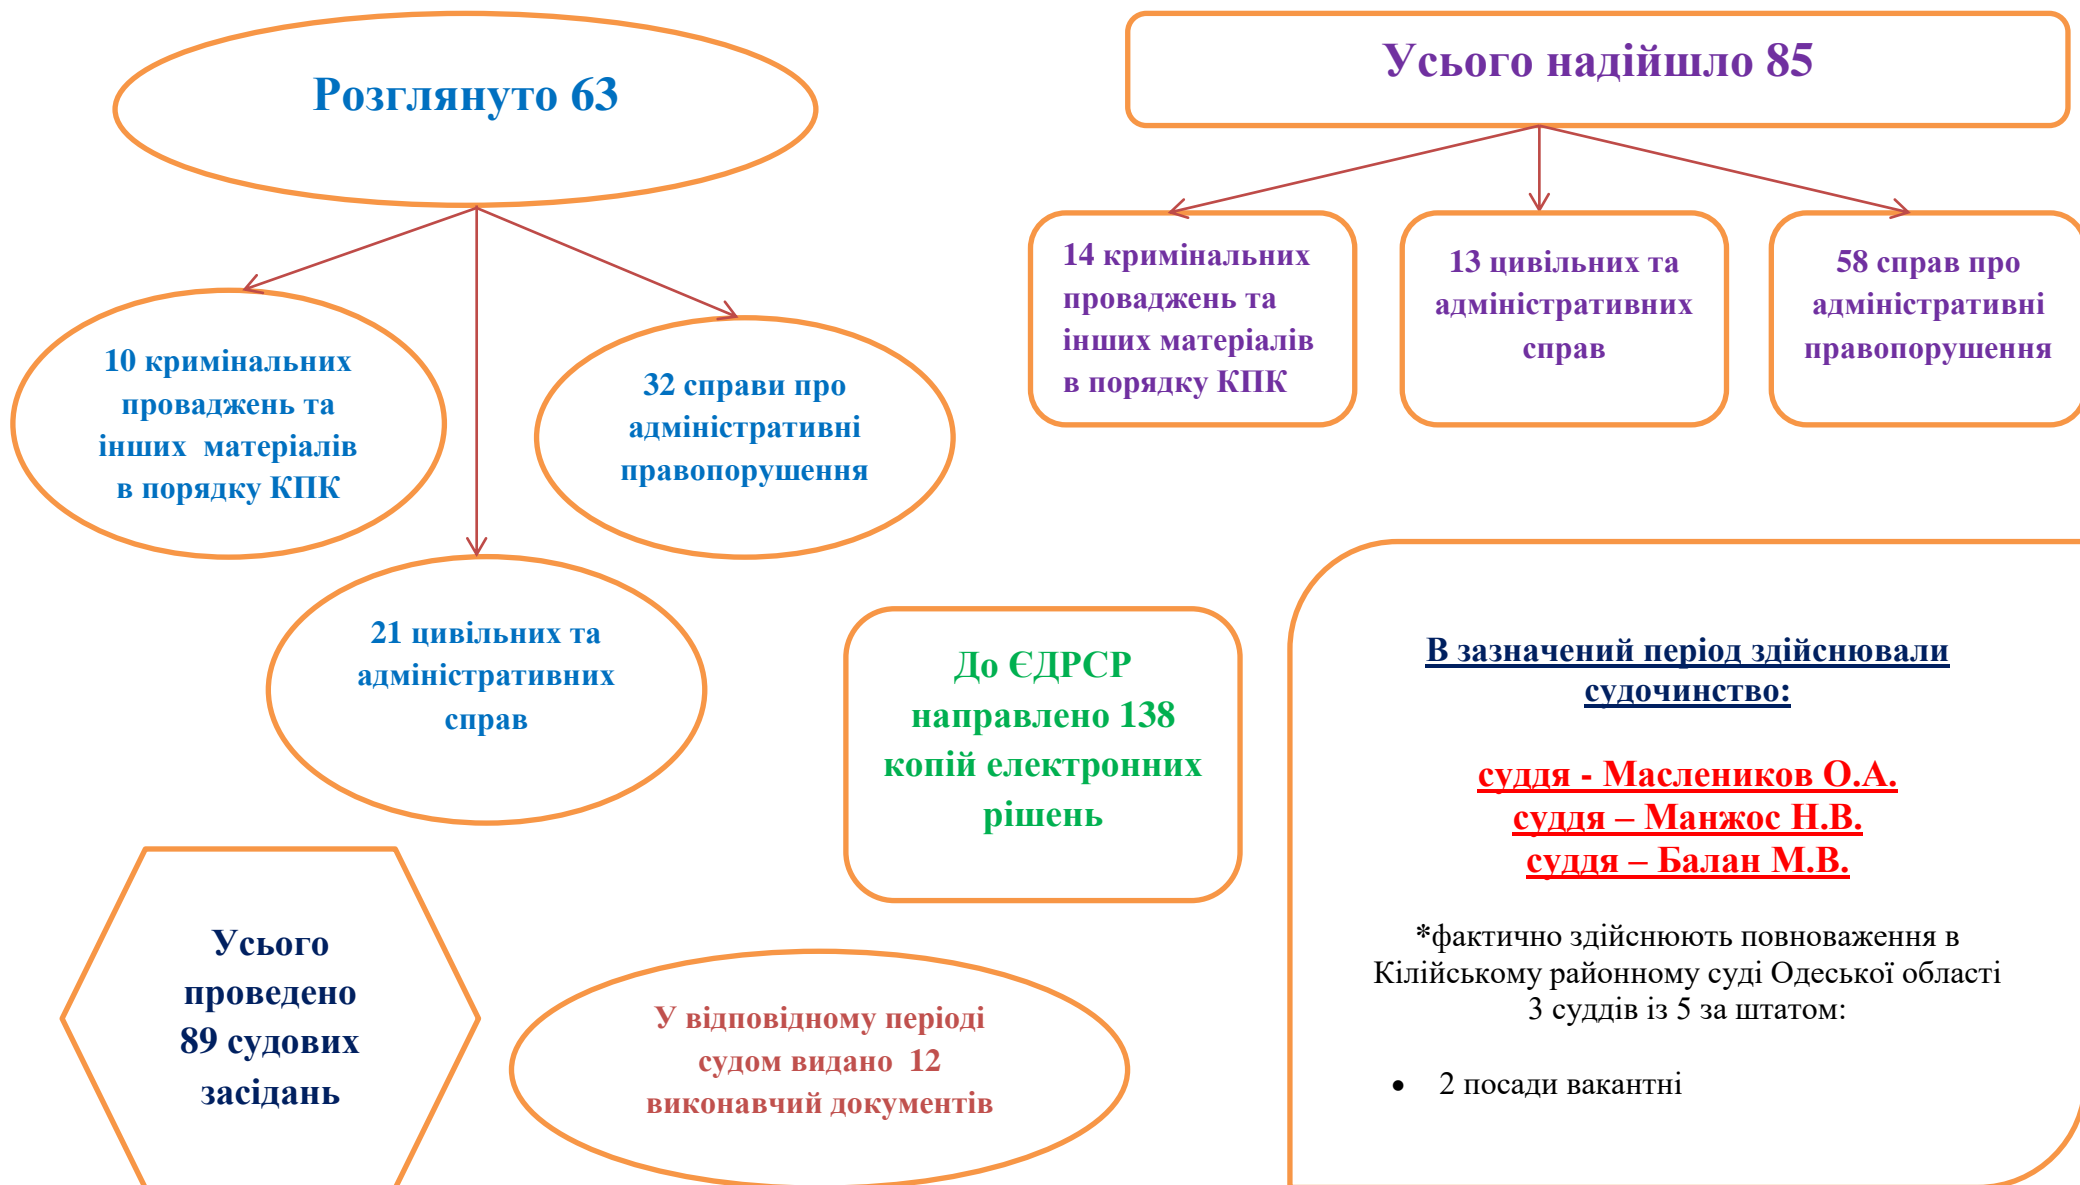 Розглянуто 63
10 кримінальних
проваджень та
інших  матеріалів
в порядку КПК
32 справи про
адміністративні
правопорушення
21 цивільних та
адміністративних
справ
Усього надійшло 85
14 кримінальних
проваджень та
інших матеріалів
в порядку КПК
13 цивільних та
адміністративних
справ
58 справ про
адміністративні
правопорушення
До ЄДРСР
направлено 138
копій електронних
рішень
В зазначений період здійснювали
судочинство:
суддя - Маслеников О.А.
суддя – Манжос Н.В.
суддя – Балан М.В.
*фактично здійснюють повноваження в
Кілійському районному суді Одеської області
3 суддів із 5 за штатом:
• 2 посади вакантні
Усього
проведено
89 судових
засідань
У відповідному періоді
судом видано  12
виконавчий документів